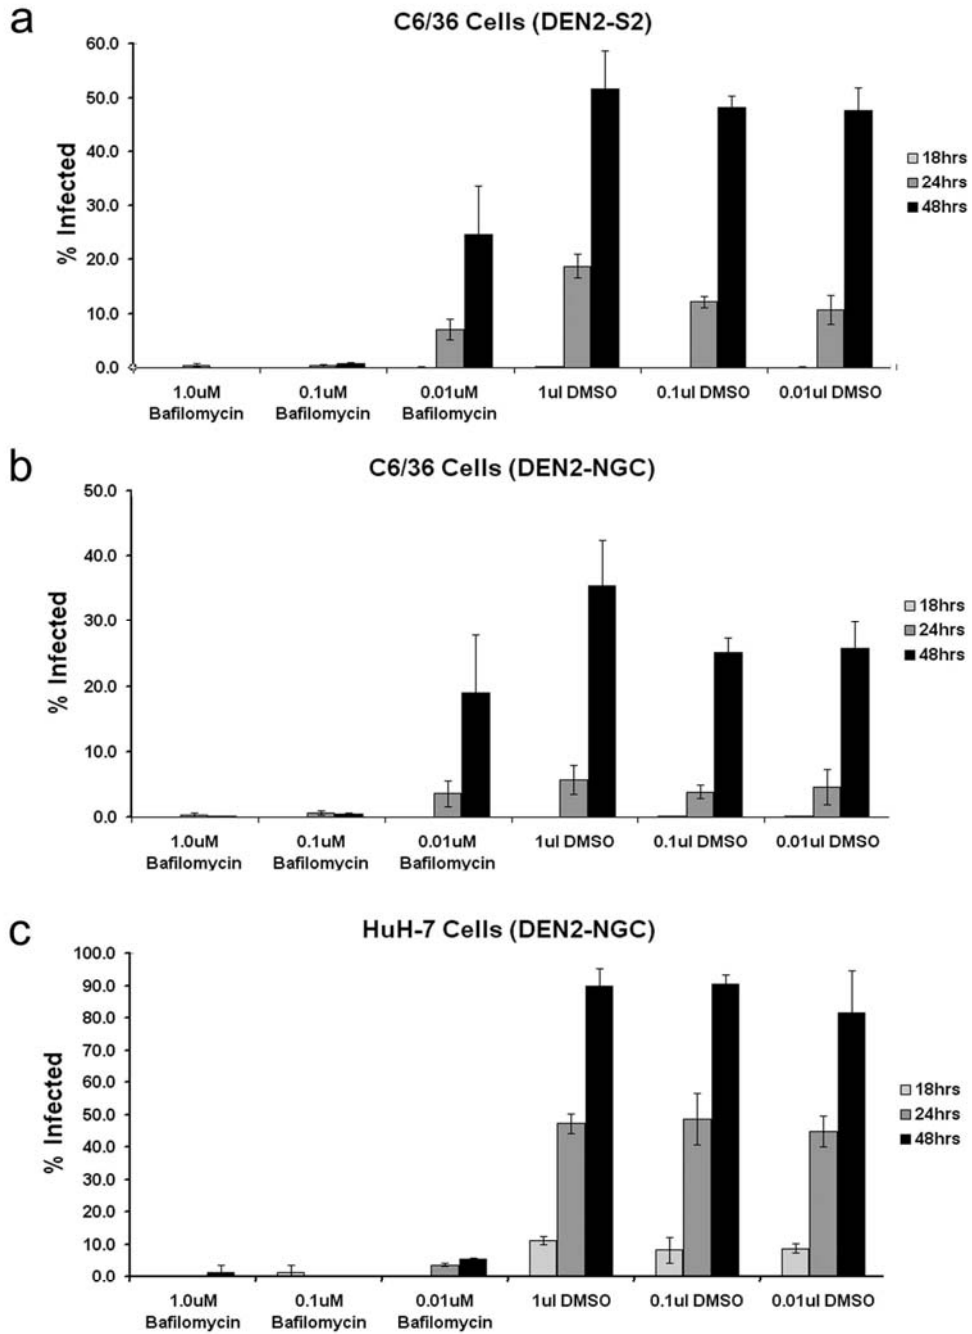 a
C6/36 Cells (DEN2-S2)
60.0
50.0
40.0
30.0
20.0
10.0
0.0
% Infected
18hrs
24hrs
48hrs
1.0uM 0.1uM 0.01uM 1ul DMSO 0.1ul DMSO 0.01ul DMSO
Bafilomycin Bafilomycin Bafilomycin
b
C6/36 Cells (DEN2-NGC)
50.0
40.0
30.0
20.0
10.0
0.0
% Infected
18hrs
24hrs
48hrs
1.0uM 0.1uM 0.01uM 1ul DMSO 0.1ul DMSO 0.01ul DMSO
Bafilomycin Bafilomycin Bafilomycin
c
HuH-7 Cells (DEN2-NGC)
100.0
90.0
80.0
70.0
60.0
50.0
40.0
30.0
20.0
10.0
0.0
% Infected
18hrs
24hrs
48hrs
1.0uM 0.1uM 0.01uM 1ul DMSO 0.1ul DMSO 0.01ul DMSO
Bafilomycin Bafilomycin Bafilomycin